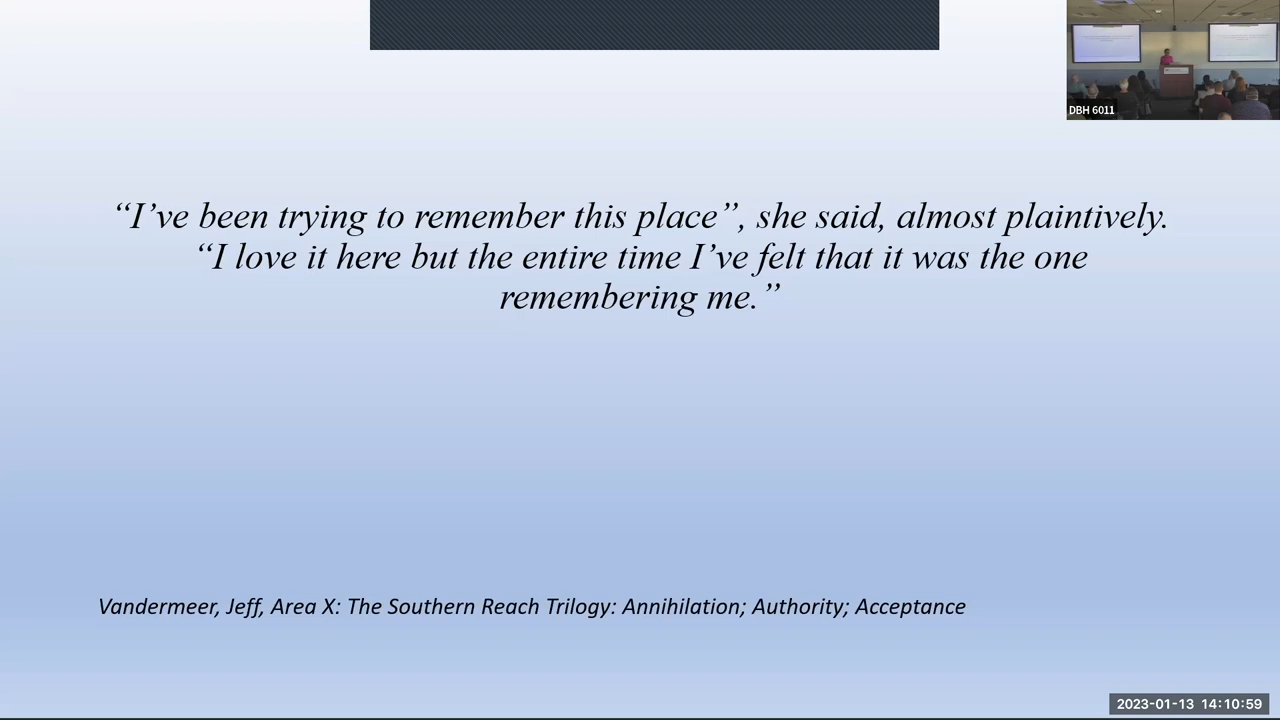 DBH 6011
“I’ve been trying to remember this place”, she said, almost plaintively.
“I love it here but the entire time I’ve felt that it was the one
remembering me.”
Vandermeer, Jeff, Area X: The Southern Reach Trilogy: Annihilation; Authority; Acceptance
2023-01-13 14:10:59